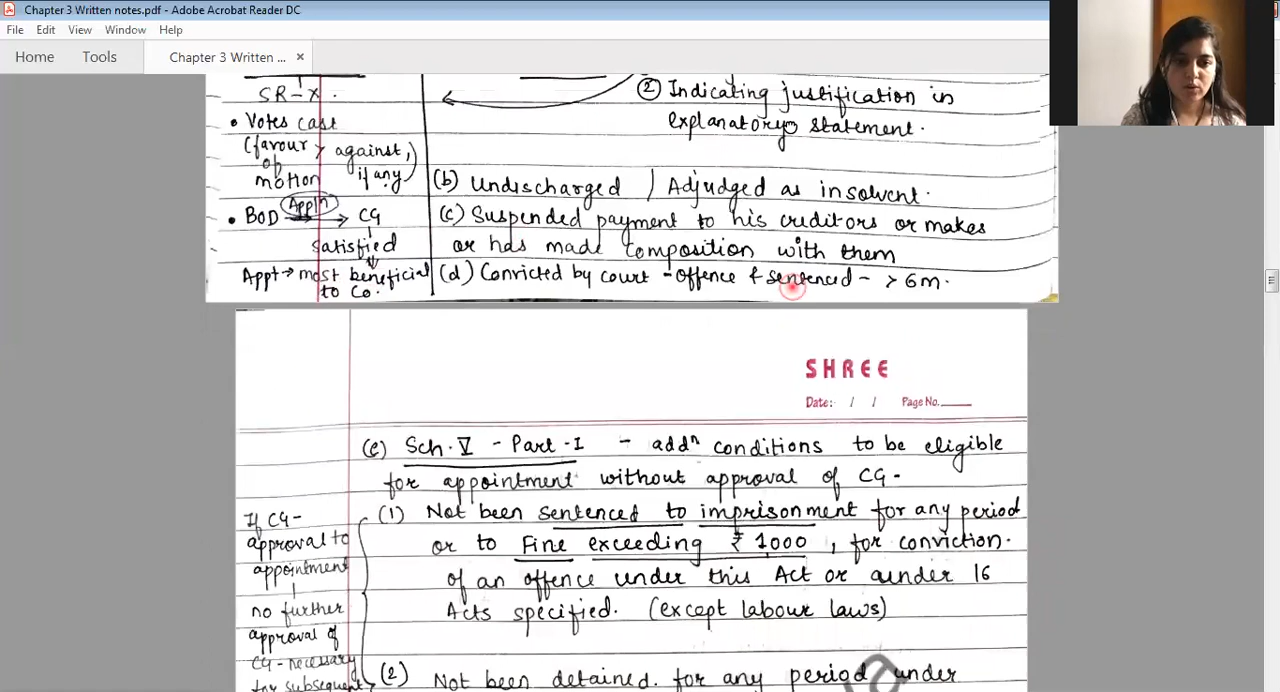 Chapter 3 Written notes.pdf - Adobe Acrobat Reader DC
File Edit View Window Help
Home Tools Chapter 3 Written ... ×
SR - X.
• Votes cast
(favour > against,
of if any)
motion
• BOD Appln → CG
satisfied
Appt → most beneficial
to Co.
② Indicating justification in
explanatory statement.
(b) Undischarged / Adjudged as insolvent.
(c) Suspended payment to his creditors or makes
or has made composition with them
(d) Convicted by court - offence & sentenced - > 6m.
SHREE
Date: / / Page No.
(e) Sch. V - Part - I - addn conditions to be eligible
for appointment without approval of CG -
(1) Not been sentenced to imprisonment for any period
or to Fine exceeding ₹ 1000, for conviction.
of an offence under this Act or under 16
Acts specified. (except labour laws)
(2) Not been detained for any period under
If CG -
approval to
appointment
no further
approval of
CG - necessary
for subsequent